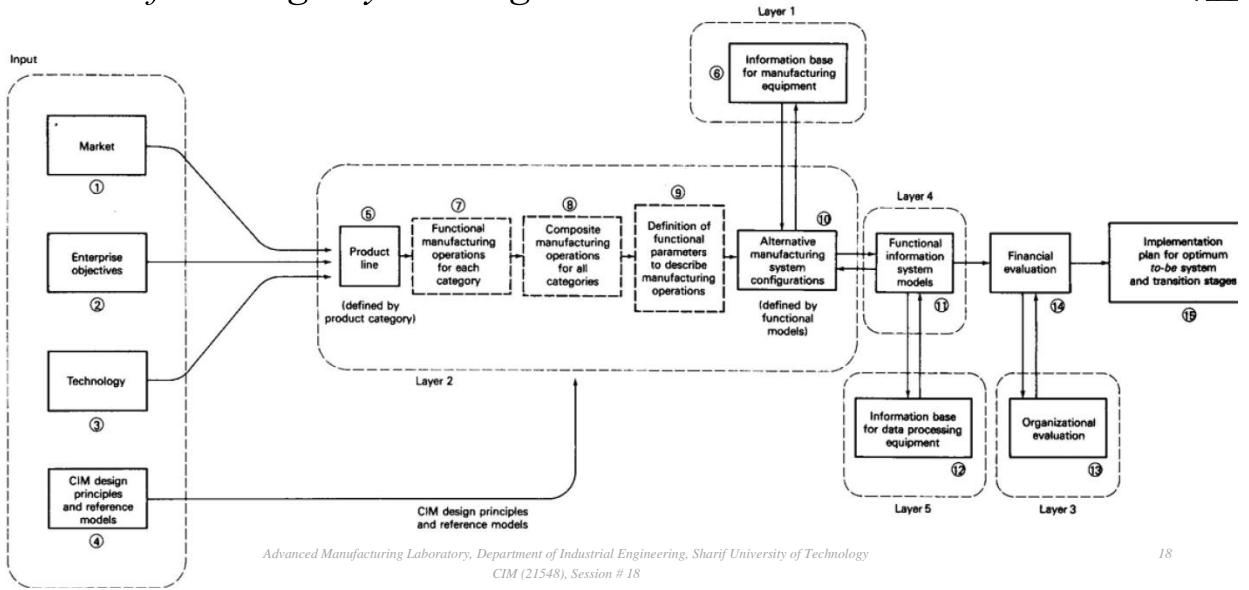 Layer 1
Input
⑥
Information base
for manufacturing
equipment
Market
①
Enterprise
objectives
②
Technology
③
CIM design
principles
and reference
models
④
⑤
Product
line
(defined by
product category)
⑦
Functional
manufacturing
operations
for each
category
⑧
Composite
manufacturing
operations
for all
categories
⑨
Definition of
functional
parameters
to describe
manufacturing
operations
⑩
Alternative
manufacturing
system
configurations
(defined by
functional
models)
Layer 2
CIM design principles
and reference models
Layer 4
Functional
information
system
models
⑪
Financial
evaluation
⑭
Implementation
plan for optimum
to-be system
and transition stages
⑮
Information base
for data processing
equipment
⑫
Layer 5
Organizational
evaluation
⑬
Layer 3
Advanced Manufacturing Laboratory, Department of Industrial Engineering, Sharif University of Technology
CIM (21548), Session # 18
18